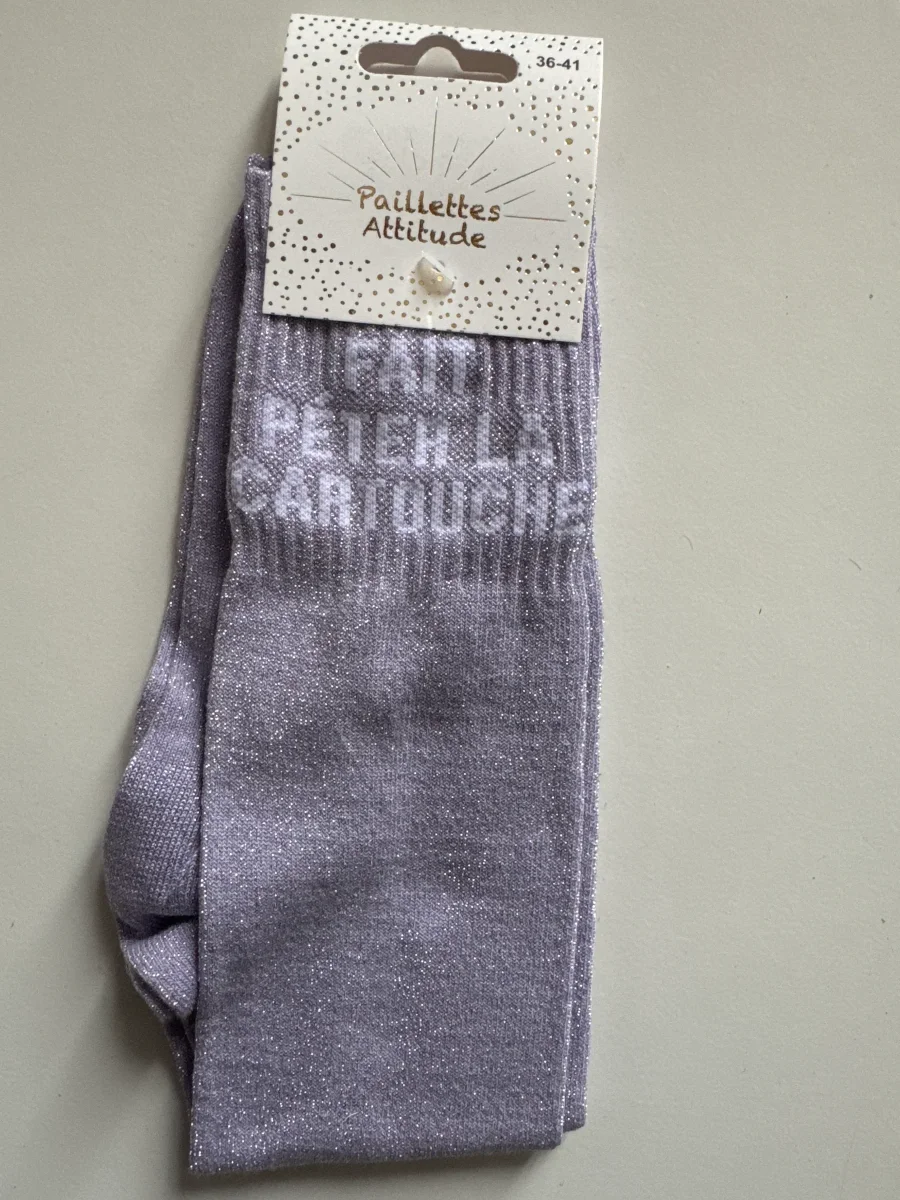 36-41
Paillettes
Attitude
FAIT
PÉTER LA
CARTOUCHE